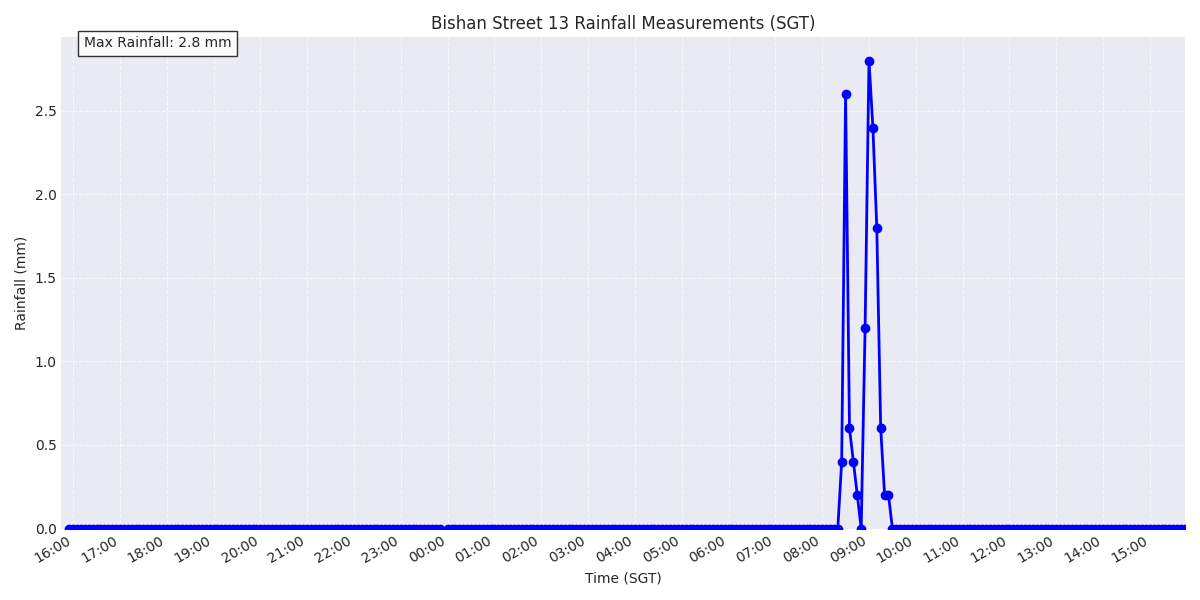 Bishan Street 13 Rainfall Measurements (SGT)
Max Rainfall: 2.8 mm
Rainfall (mm)
2.5
2.0
1.5
1.0
0.5
0.0
16:00 17:00 18:00 19:00 20:00 21:00 22:00 23:00 00:00 01:00 02:00 03:00 04:00 05:00 06:00 07:00 08:00 09:00 10:00 11:00 12:00 13:00 14:00 15:00
Time (SGT)